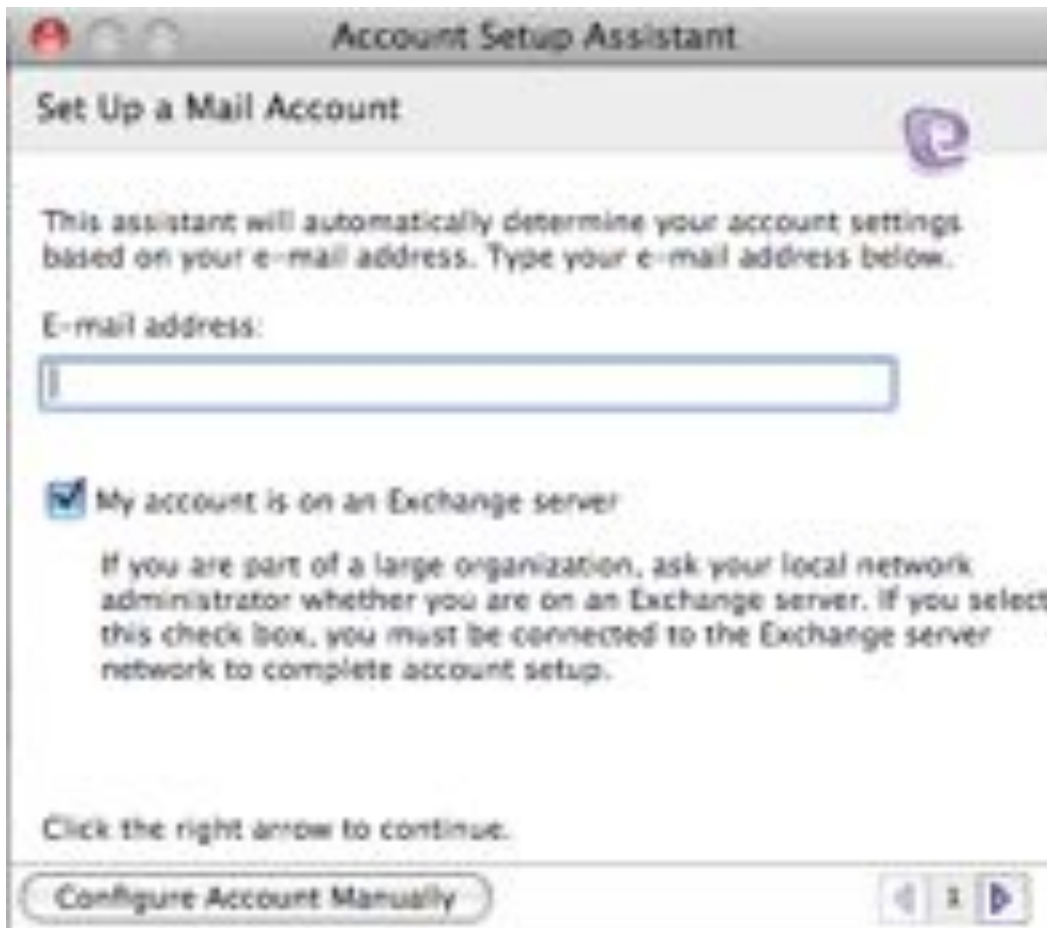 Account Setup Assistant
Set Up a Mail Account
This assistant will automatically determine your account settings
based on your e-mail address. Type your e-mail address below.
E-mail address:
My account is on an Exchange server
If you are part of a large organization, ask your local network
administrator whether you are on an Exchange server. If you select
this check box, you must be connected to the Exchange server
network to complete account setup.
Click the right arrow to continue.
Configure Account Manually
1